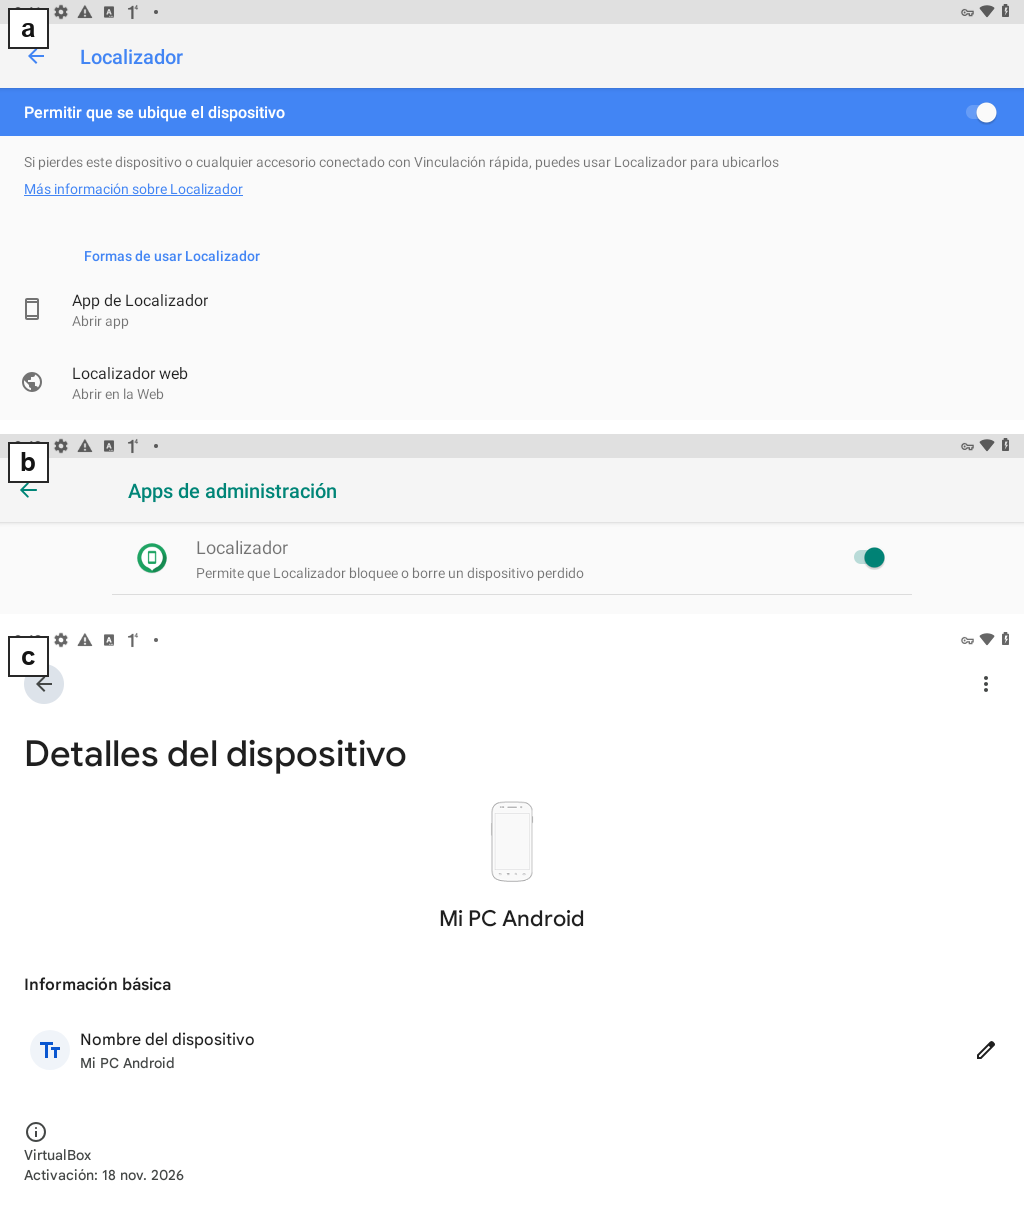 a
Localizador
Permitir que se ubique el dispositivo
Si pierdes este dispositivo o cualquier accesorio conectado con Vinculación rápida, puedes usar Localizador para ubicarlos
Más información sobre Localizador
Formas de usar Localizador
App de Localizador
Abrir app
Localizador web
Abrir en la Web
b
Apps de administración
Localizador
Permite que Localizador bloquee o borre un dispositivo perdido
c
Detalles del dispositivo
Mi PC Android
Información básica
Nombre del dispositivo
Mi PC Android
VirtualBox
Activación: 18 nov. 2026